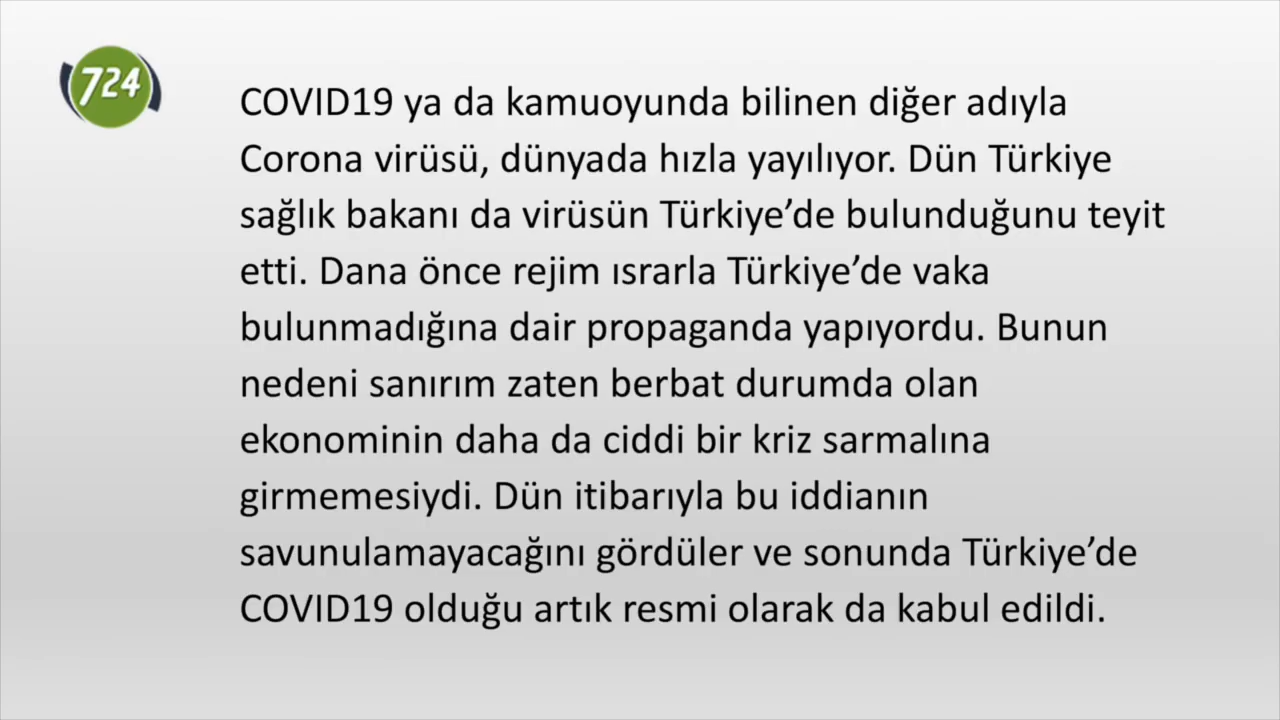 724
COVID19 ya da kamuoyunda bilinen diğer adıyla
Corona virüsü, dünyada hızla yayılıyor. Dün Türkiye
sağlık bakanı da virüsün Türkiye’de bulunduğunu teyit
etti. Dana önce rejim ısrarla Türkiye’de vaka
bulunmadığına dair propaganda yapıyordu. Bunun
nedeni sanırım zaten berbat durumda olan
ekonominin daha da ciddi bir kriz sarmalına
girmemesiydi. Dün itibarıyla bu iddianın
savunulamayacağını gördüler ve sonunda Türkiye’de
COVID19 olduğu artık resmi olarak da kabul edildi.